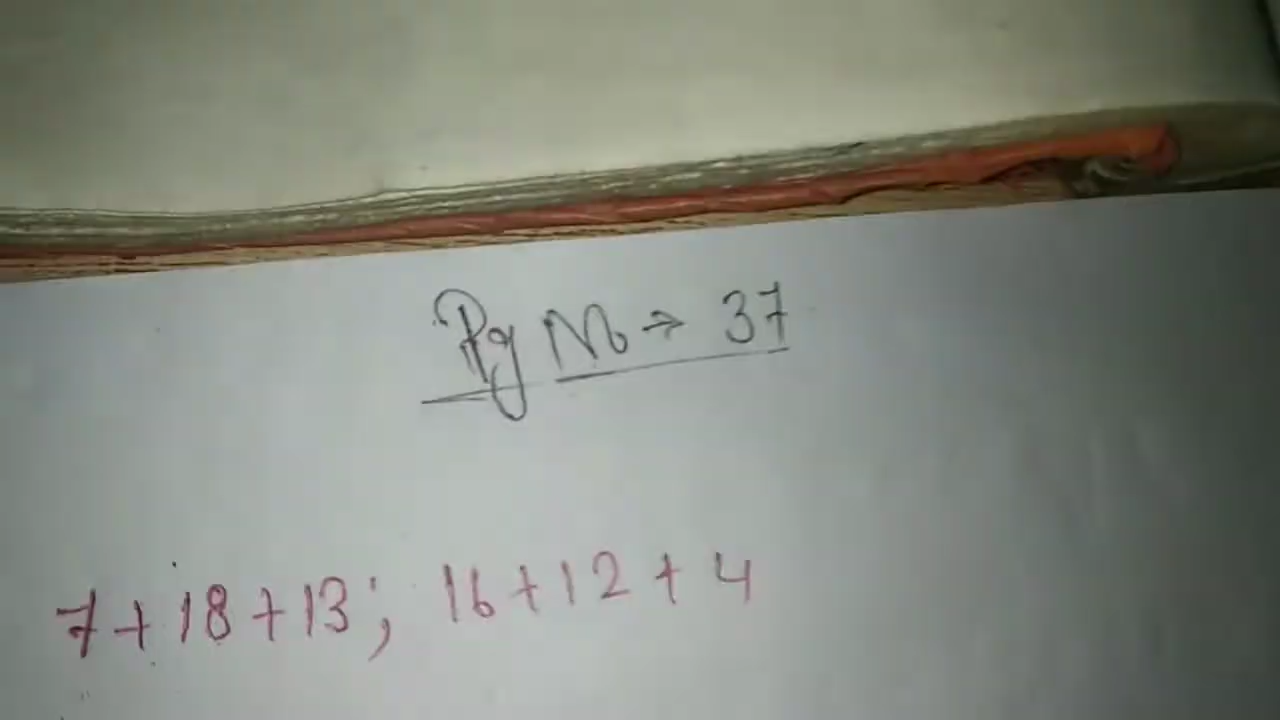 Pg No → 37
7 + 18 + 13 ; 16 + 12 + 4